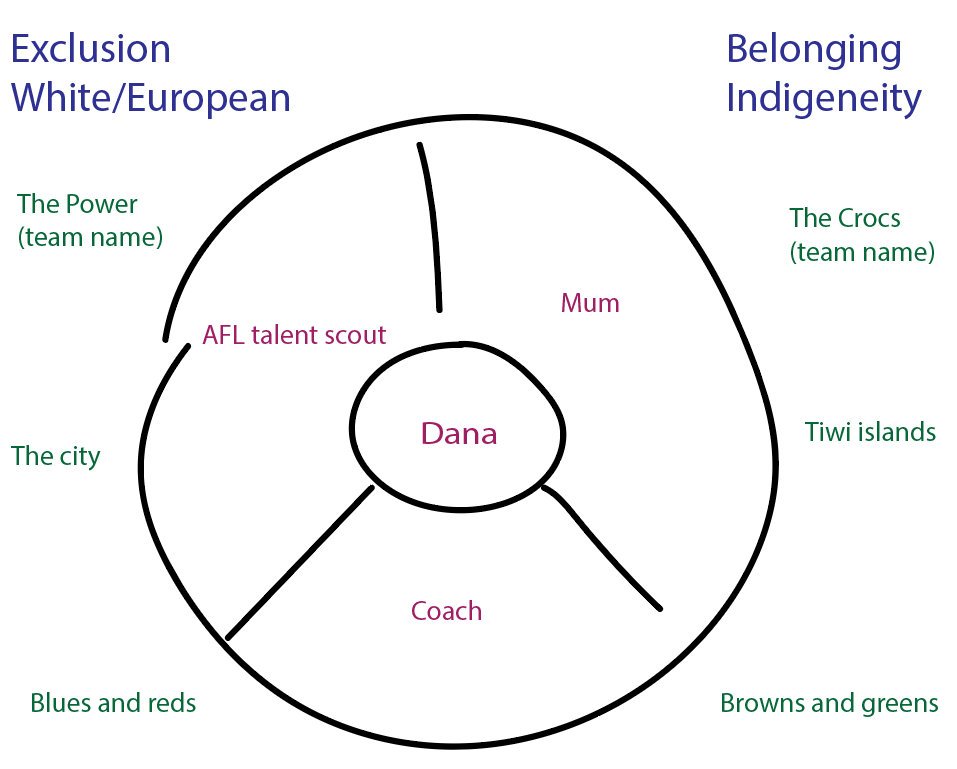 Exclusion
White/European
Belonging
Indigeneity
The Power
(team name)
The Crocs
(team name)
Mum
AFL talent scout
Dana
Tiwi islands
The city
Coach
Blues and reds
Browns and greens